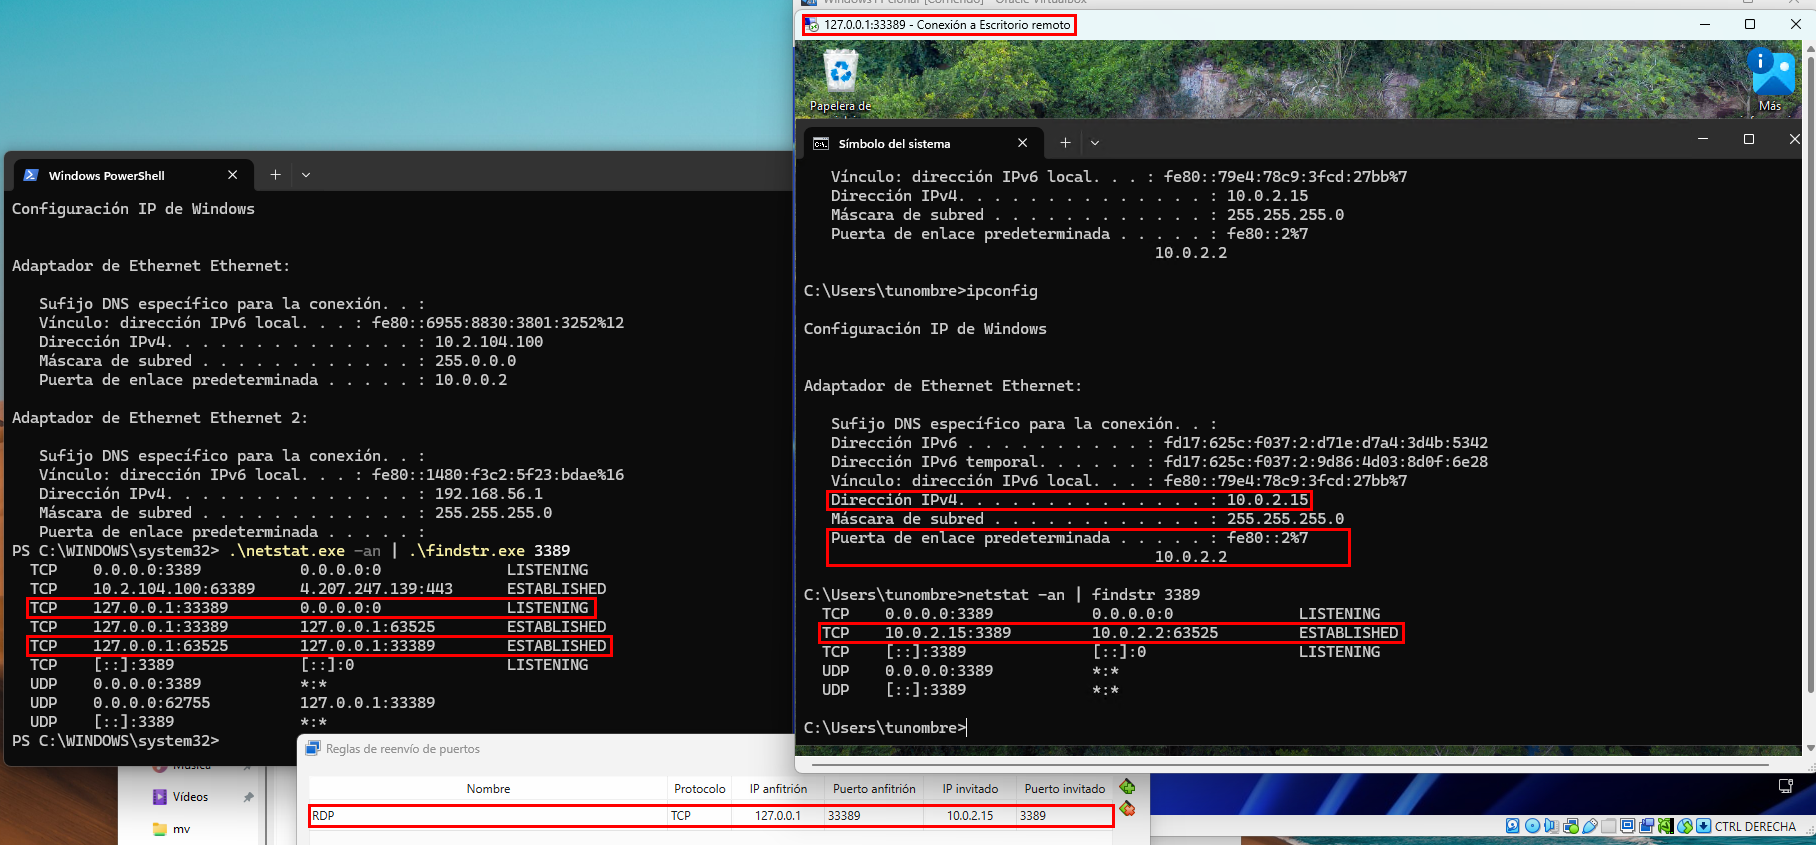 127.0.0.1:33389 - Conexión a Escritorio remoto
Papelera de
Más
Windows PowerShell
Configuración IP de Windows
Adaptador de Ethernet Ethernet:
Sufijo DNS específico para la conexión. . :
Vínculo: dirección IPv6 local. . . : fe80::6955:8830:3801:3252%12
Dirección IPv4. . . . . . . . . . . . . . : 10.2.104.100
Máscara de subred . . . . . . . . . . . . : 255.0.0.0
Puerta de enlace predeterminada . . . . . : 10.0.0.2
Adaptador de Ethernet Ethernet 2:
Sufijo DNS específico para la conexión. . :
Vínculo: dirección IPv6 local. . . : fe80::1480:f3c2:5f23:bdae%16
Dirección IPv4. . . . . . . . . . . . . . : 192.168.56.1
Máscara de subred . . . . . . . . . . . . : 255.255.255.0
Puerta de enlace predeterminada . . . . . :
PS C:\WINDOWS\system32> .\netstat.exe -an | .\findstr.exe 3389
TCP 0.0.0.0:3389 0.0.0.0:0 LISTENING
TCP 10.2.104.100:63389 4.207.247.139:443 ESTABLISHED
TCP 127.0.0.1:33389 0.0.0.0:0 LISTENING
TCP 127.0.0.1:33389 127.0.0.1:63525 ESTABLISHED
TCP 127.0.0.1:63525 127.0.0.1:33389 ESTABLISHED
TCP [::]:3389 [::]:0 LISTENING
UDP 0.0.0.0:3389 *:*
UDP 0.0.0.0:62755 127.0.0.1:33389
UDP [::]:3389 *:*
PS C:\WINDOWS\system32>
Símbolo del sistema
Vínculo: dirección IPv6 local. . . : fe80::79e4:78c9:3fcd:27bb%7
Dirección IPv4. . . . . . . . . . . . . . : 10.0.2.15
Máscara de subred . . . . . . . . . . . . : 255.255.255.0
Puerta de enlace predeterminada . . . . . : fe80::2%7
10.0.2.2
C:\Users\tunombre>ipconfig
Configuración IP de Windows
Adaptador de Ethernet Ethernet:
Sufijo DNS específico para la conexión. . :
Dirección IPv6 . . . . . . . . . . : fd17:625c:f037:2:d71e:d7a4:3d4b:5342
Dirección IPv6 temporal. . . . . . : fd17:625c:f037:2:9d86:4d03:8d0f:6e28
Vínculo: dirección IPv6 local. . . : fe80::79e4:78c9:3fcd:27bb%7
Dirección IPv4. . . . . . . . . . . . . . : 10.0.2.15
Máscara de subred . . . . . . . . . . . . : 255.255.255.0
Puerta de enlace predeterminada . . . . . : fe80::2%7
10.0.2.2
C:\Users\tunombre>netstat -an | findstr 3389
TCP 0.0.0.0:3389 0.0.0.0:0 LISTENING
TCP 10.0.2.15:3389 10.0.2.2:63525 ESTABLISHED
TCP [::]:3389 [::]:0 LISTENING
UDP 0.0.0.0:3389 *:*
UDP [::]:3389 *:*
C:\Users\tunombre>
Vídeos
mv
Reglas de reenvío de puertos
Nombre Protocolo IP anfitrión Puerto anfitrión IP invitado Puerto invitado
RDP TCP 127.0.0.1 33389 10.0.2.15 3389
CTRL DERECHA